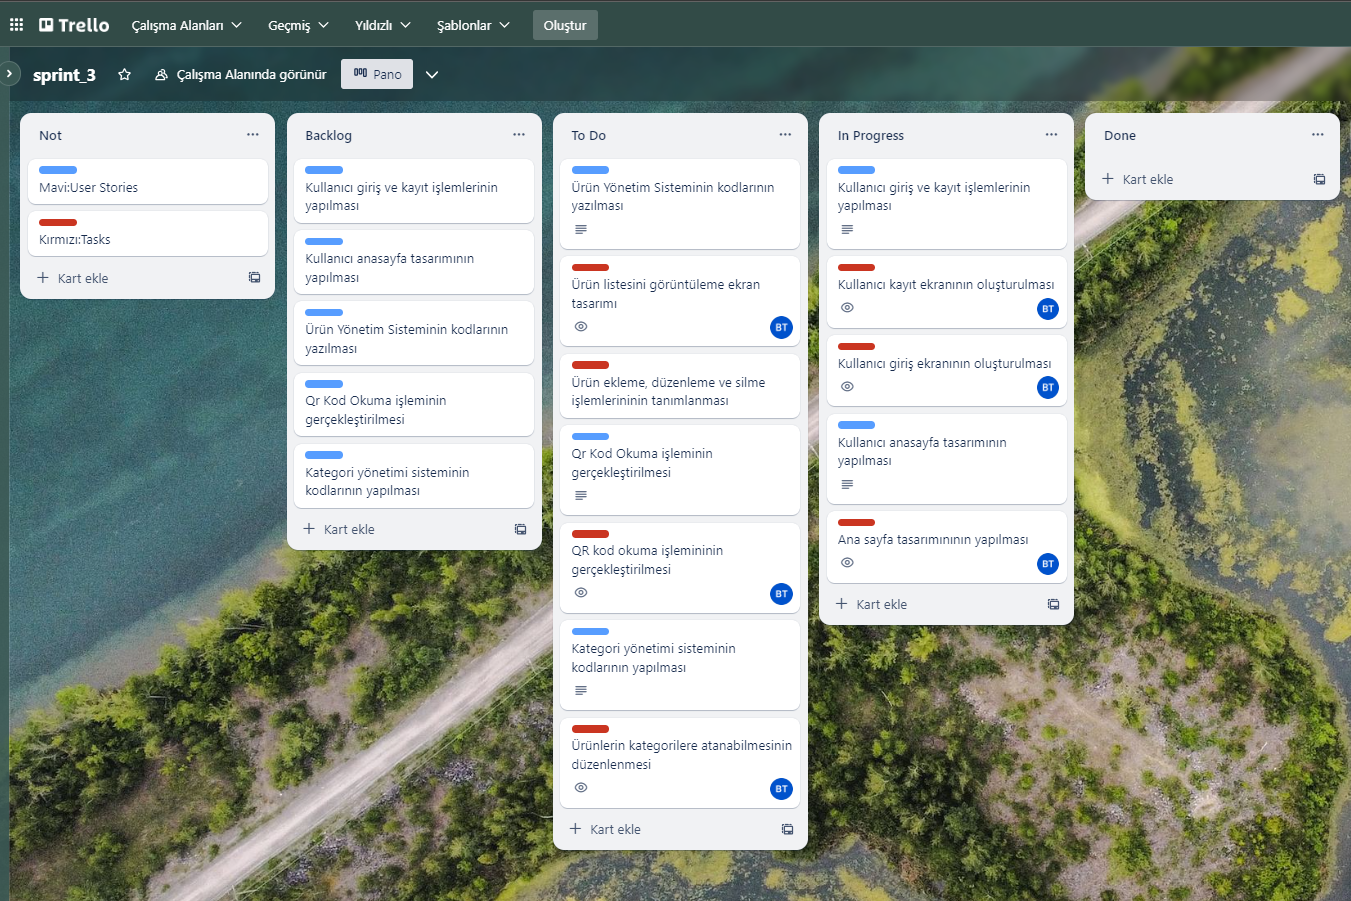 Trello
Çalışma Alanları
Geçmiş
Yıldızlı
Şablonlar
Oluştur
sprint_3
Çalışma Alanında görünür
Pano
Not
Mavi:User Stories
Kırmızı:Tasks
Kart ekle
Backlog
Kullanıcı giriş ve kayıt işlemlerinin
yapılması
Kullanıcı anasayfa tasarımının
yapılması
Ürün Yönetim Sisteminin kodlarının
yazılması
Qr Kod Okuma işleminin
gerçekleştirilmesi
Kategori yönetimi sisteminin
kodlarının yapılması
Kart ekle
To Do
Ürün Yönetim Sisteminin kodlarının
yazılması
Ürün listesini görüntüleme ekran
tasarımı
BT
Ürün ekleme, düzenleme ve silme
işlemlerininin tanımlanması
Qr Kod Okuma işleminin
gerçekleştirilmesi
QR kod okuma işlemininin
gerçekleştirilmesi
BT
Kategori yönetimi sisteminin
kodlarının yapılması
Ürünlerin kategorilere atanabilmesinin
düzenlenmesi
BT
Kart ekle
In Progress
Kullanıcı giriş ve kayıt işlemlerinin
yapılması
Kullanıcı kayıt ekranının oluşturulması
BT
Kullanıcı giriş ekranının oluşturulması
BT
Kullanıcı anasayfa tasarımının
yapılması
Ana sayfa tasarımınının yapılması
BT
Kart ekle
Done
Kart ekle